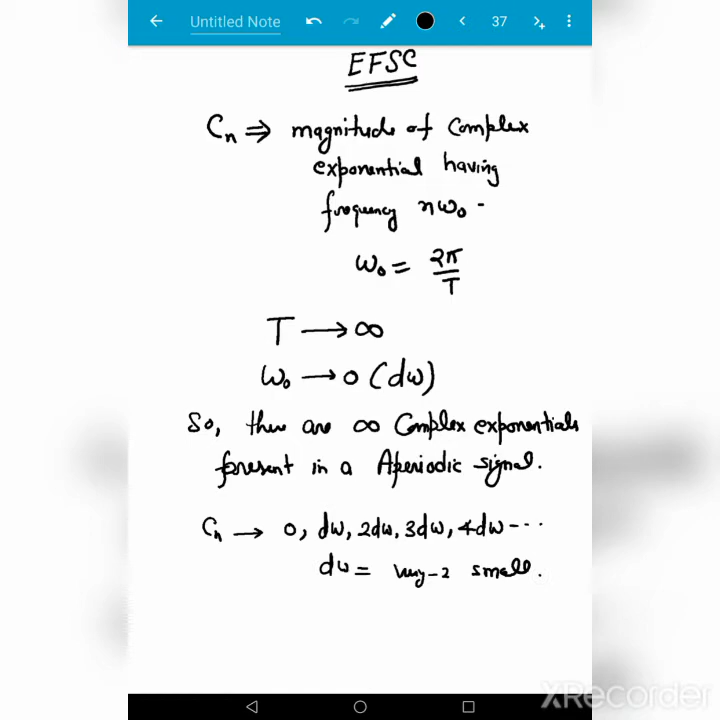 Untitled Note
37
EFSC
Cn ⇒ magnitude of Complex
exponential having
frequency nω₀ -
ω₀ = 2π/T
T → ∞
ω₀ → 0 (dω)
So, there are ∞ Complex exponentials
present in a Aperiodic signal.
Cn → 0, dω, 2dω, 3dω, 4dω ---
dω = very-2 small.
XRecorder